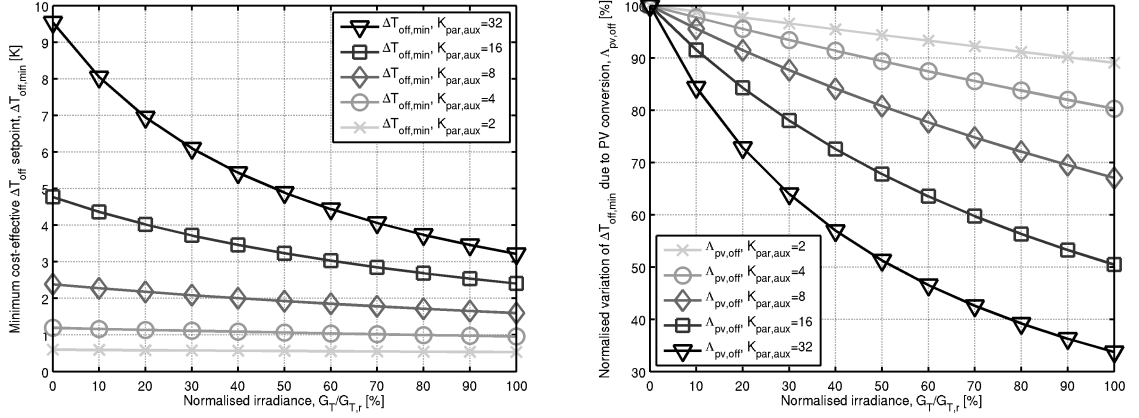 Minimum cost-effective ΔT_off setpoint, ΔT_off,min [K]
10
9
8
7
6
5
4
3
2
1
0
ΔT_off,min, K_par,aux=32
ΔT_off,min, K_par,aux=16
ΔT_off,min, K_par,aux=8
ΔT_off,min, K_par,aux=4
ΔT_off,min, K_par,aux=2
0 10 20 30 40 50 60 70 80 90 100
Normalised irradiance, G_T/G_T,r [%]
Normalised variation of ΔT_off,min due to PV conversion, Λ_pv,off [%]
100
90
80
70
60
50
40
30
Λ_pv,off, K_par,aux=2
Λ_pv,off, K_par,aux=4
Λ_pv,off, K_par,aux=8
Λ_pv,off, K_par,aux=16
Λ_pv,off, K_par,aux=32
0 10 20 30 40 50 60 70 80 90 100
Normalised irradiance, G_T/G_T,r [%]